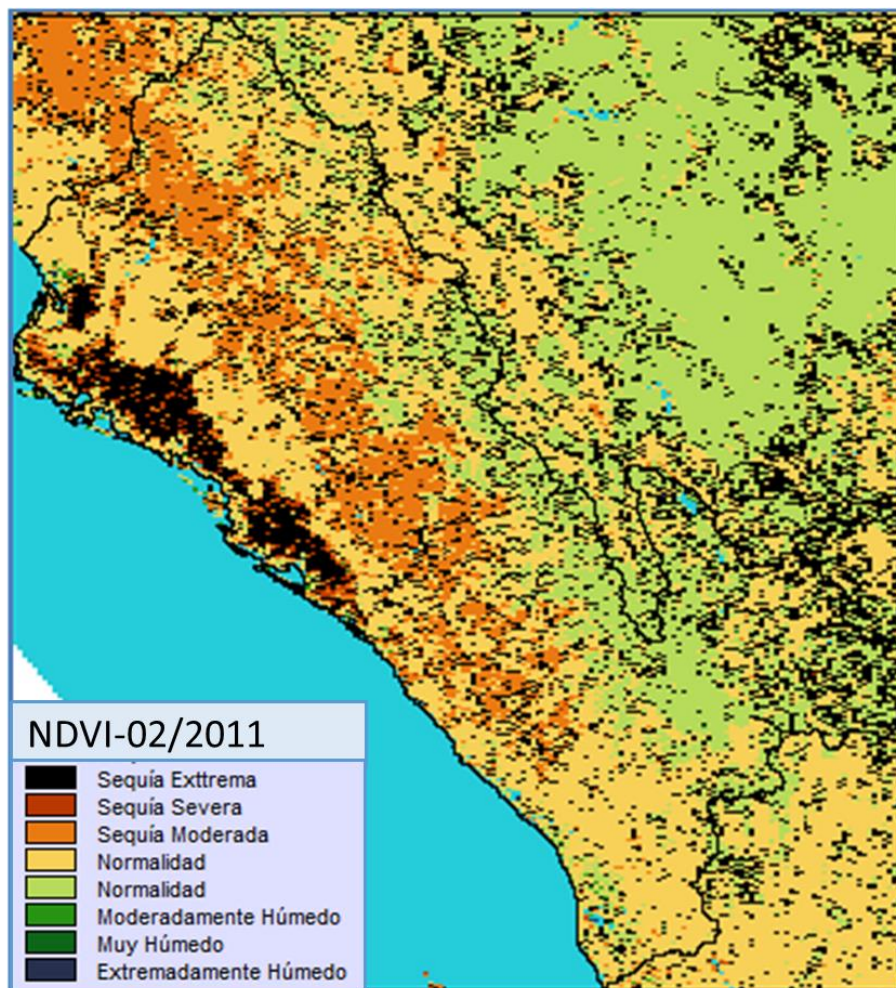 NDVI-02/2011
Sequía Exttrema
Sequía Severa
Sequía Moderada
Normalidad
Normalidad
Moderadamente Húmedo
Muy Húmedo
Extremadamente Húmedo